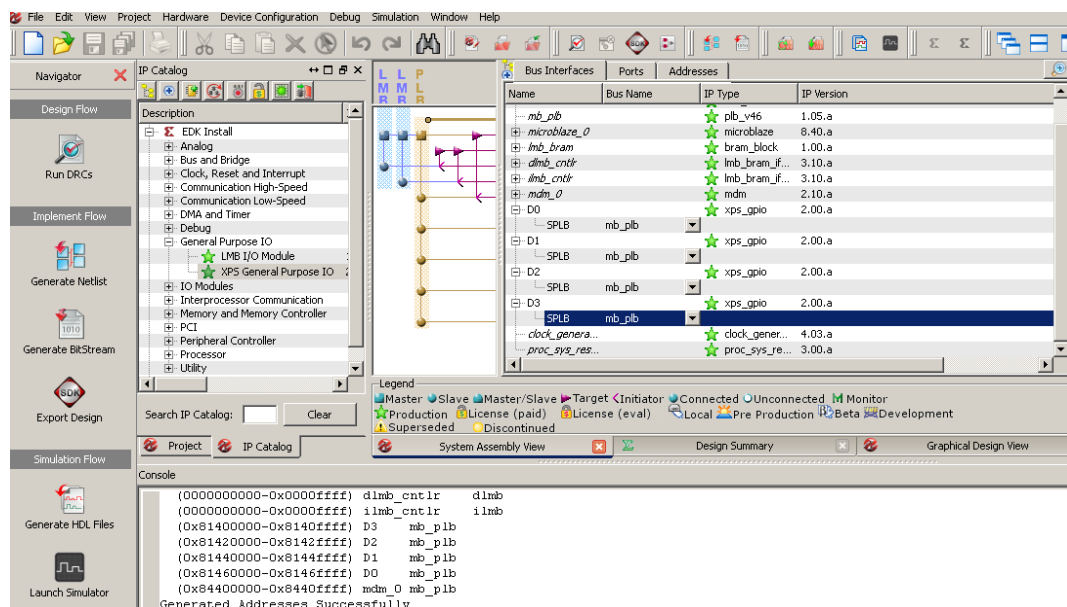 File Edit View Project Hardware Device Configuration Debug Simulation Window Help
SDK
Σ Σ
Navigator
Design Flow
Run DRCs
Implement Flow
Generate Netlist
1010
Generate BitStream
SDK
Export Design
Simulation Flow
Generate HDL Files
Launch Simulator
IP Catalog
Description
EDK Install
Analog
Bus and Bridge
Clock, Reset and Interrupt
Communication High-Speed
Communication Low-Speed
DMA and Timer
Debug
General Purpose IO
LMB I/O Module
XPS General Purpose IO 2
IO Modules
Interprocessor Communication
Memory and Memory Controller
PCI
Peripheral Controller
Processor
Utility
Search IP Catalog: Clear
Project IP Catalog
L L P
M M L
B B B
Bus Interfaces Ports Addresses
Name Bus Name IP Type IP Version
mb_plb plb_v46 1.05.a
microblaze_0 microblaze 8.40.a
lmb_bram bram_block 1.00.a
dlmb_cntlr lmb_bram_if... 3.10.a
ilmb_cntlr lmb_bram_if... 3.10.a
mdm_0 mdm 2.10.a
D0 xps_gpio 2.00.a
SPLB mb_plb
D1 xps_gpio 2.00.a
SPLB mb_plb
D2 xps_gpio 2.00.a
SPLB mb_plb
D3 xps_gpio 2.00.a
SPLB mb_plb
clock_genera... clock_gener... 4.03.a
proc_sys_res... proc_sys_re... 3.00.a
Legend
Master Slave Master/Slave Target Initiator Connected Unconnected M Monitor
Production License (paid) License (eval) Local Pre Production Beta Development
Superseded Discontinued
System Assembly View Design Summary Graphical Design View
Console
(0000000000-0x0000ffff) dlmb_cntlr dlmb
(0000000000-0x0000ffff) ilmb_cntlr ilmb
(0x81400000-0x8140ffff) D3 mb_plb
(0x81420000-0x8142ffff) D2 mb_plb
(0x81440000-0x8144ffff) D1 mb_plb
(0x81460000-0x8146ffff) D0 mb_plb
(0x84400000-0x8440ffff) mdm_0 mb_plb
Generated Addresses Successfully